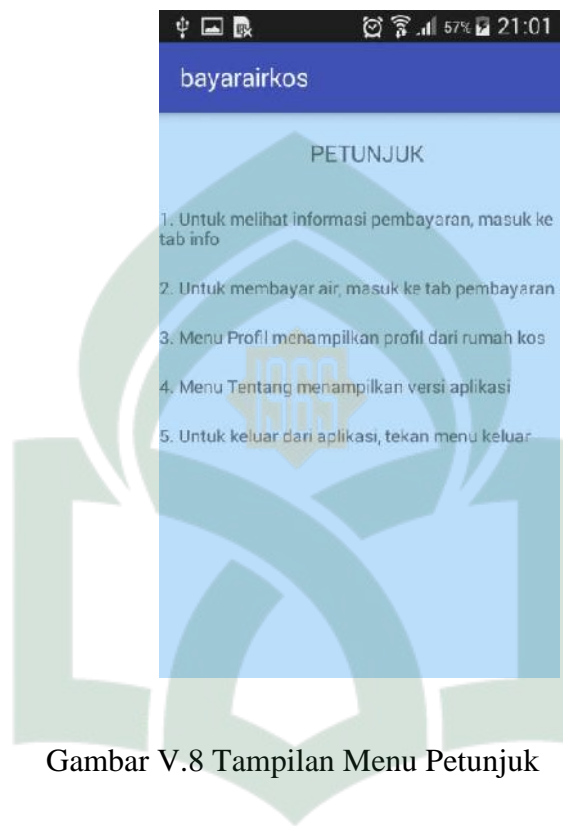 57% 21:01
bayarairkos
PETUNJUK
1. Untuk melihat informasi pembayaran, masuk ke
tab info
2. Untuk membayar air, masuk ke tab pembayaran
3. Menu Profil menampilkan profil dari rumah kos
4. Menu Tentang menampilkan versi aplikasi
1965
5. Untuk keluar dari aplikasi, tekan menu keluar
Gambar V.8 Tampilan Menu Petunjuk